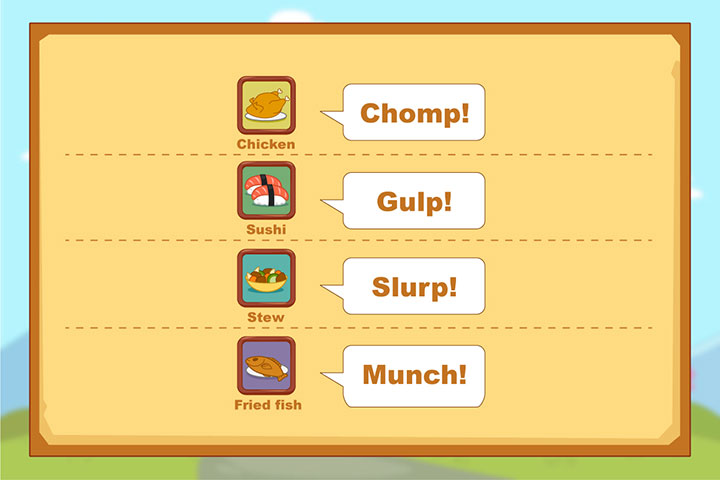 Chomp!
Chicken
Gulp!
Sushi
Slurp!
Stew
Munch!
Fried fish